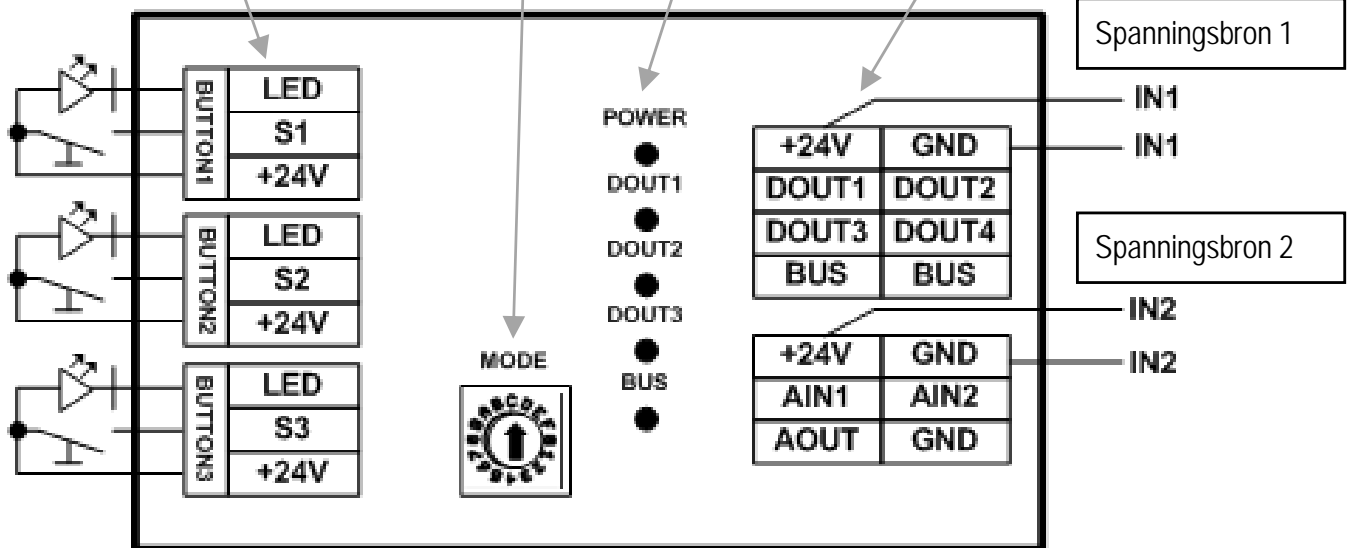 Spanningsbron 1
IN1
IN1
BUTTON1
LED
S1
+24V
BUTTON2
LED
S2
+24V
BUTTON3
LED
S3
+24V
MODE
POWER
DOUT1
DOUT2
DOUT3
BUS
+24V GND
DOUT1 DOUT2
DOUT3 DOUT4
BUS BUS
Spanningsbron 2
IN2
IN2
+24V GND
AIN1 AIN2
AOUT GND